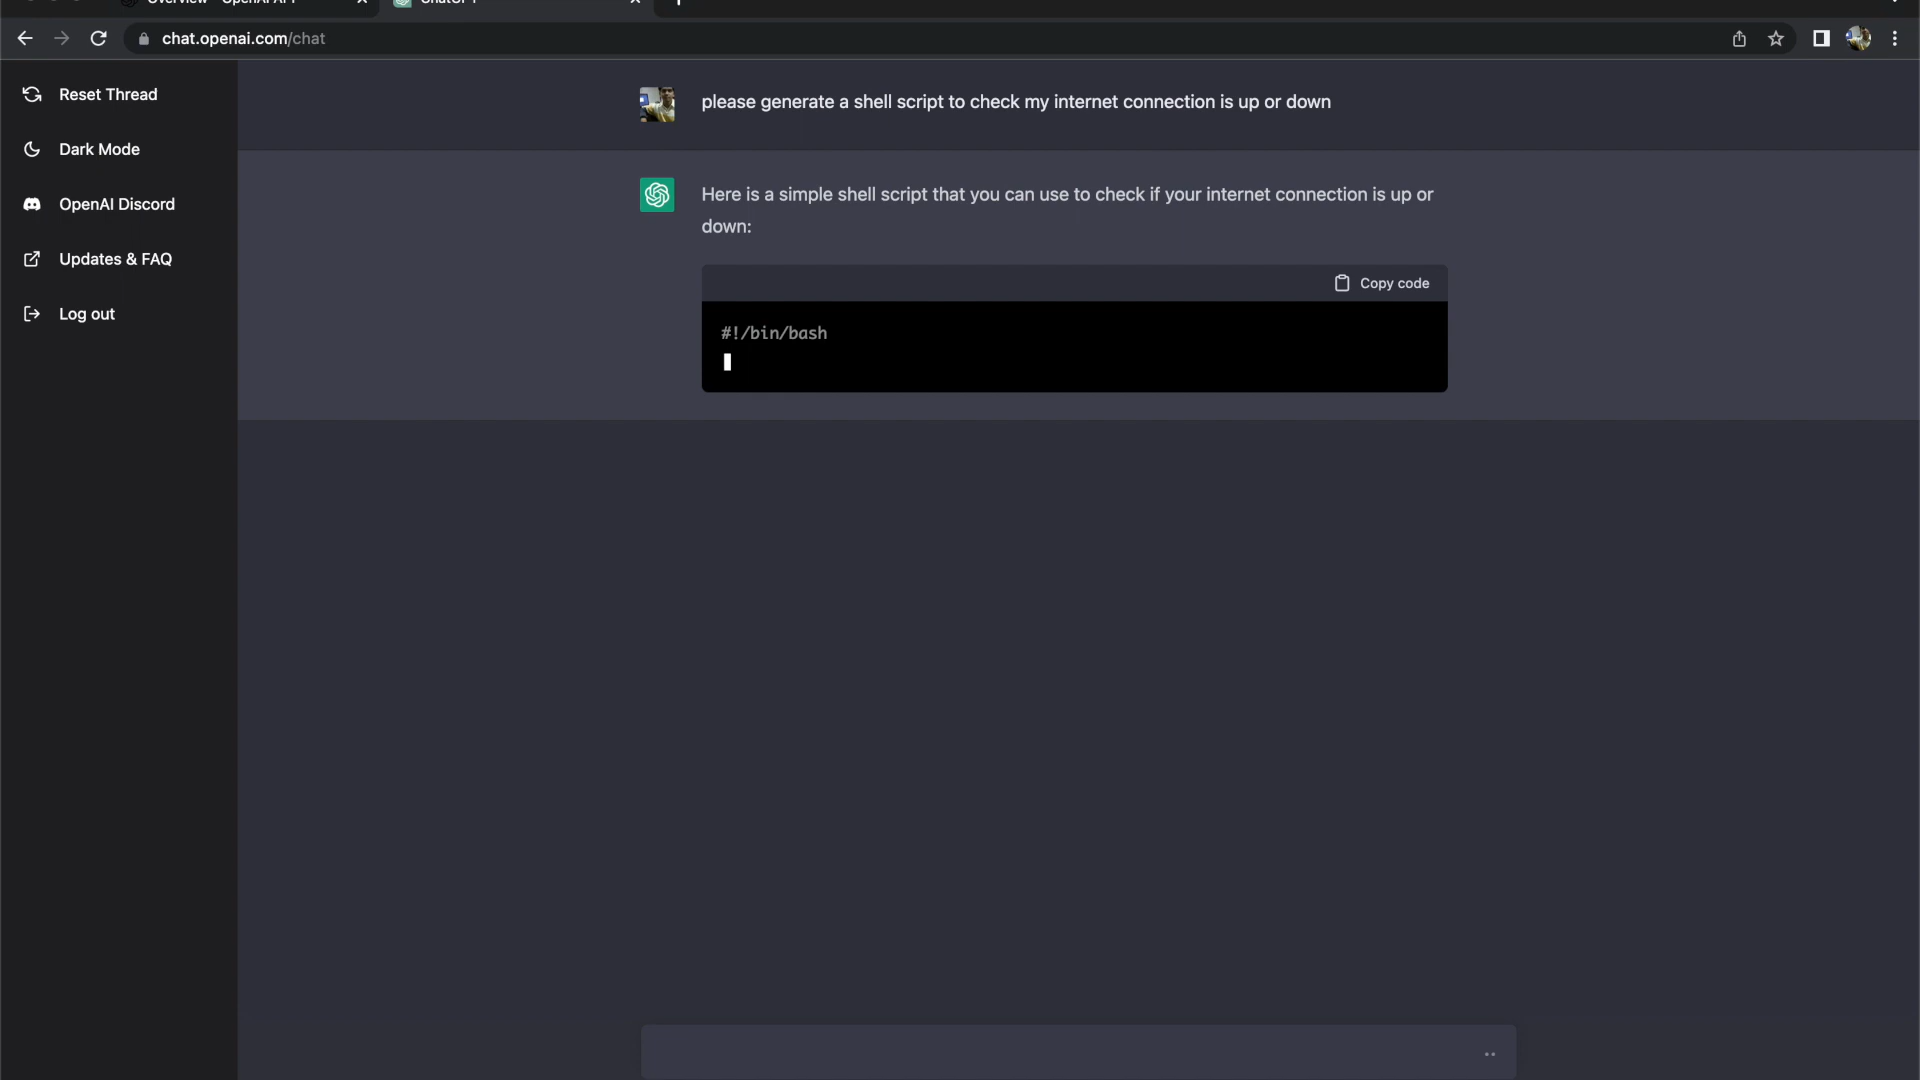 chat.openai.com/chat
Reset Thread
please generate a shell script to check my internet connection is up or down
Dark Mode
Here is a simple shell script that you can use to check if your internet connection is up or
down:
OpenAI Discord
Updates & FAQ
Copy code
Log out
#!/bin/bash